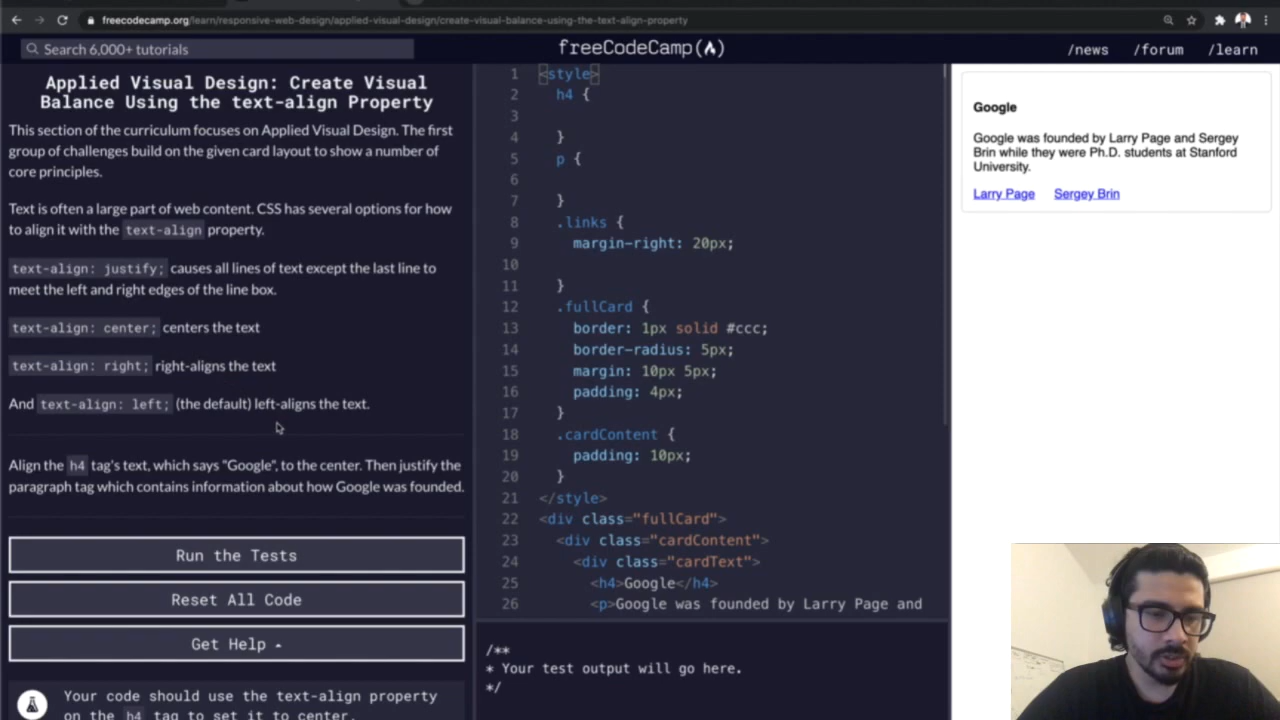 freecodecamp.org/learn/responsive-web-design/applied-visual-design/create-visual-balance-using-the-text-align-property
Search 6,000+ tutorials
freeCodeCamp
/news
/forum
/learn
Applied Visual Design: Create Visual
Balance Using the text-align Property
This section of the curriculum focuses on Applied Visual Design. The first
group of challenges build on the given card layout to show a number of
core principles.
Text is often a large part of web content. CSS has several options for how
to align it with the text-align property.
text-align: justify; causes all lines of text except the last line to
meet the left and right edges of the line box.
text-align: center; centers the text
text-align: right; right-aligns the text
And text-align: left; (the default) left-aligns the text.
Align the h4 tag's text, which says "Google", to the center. Then justify the
paragraph tag which contains information about how Google was founded.
Run the Tests
Reset All Code
Get Help
Your code should use the text-align property
on the h4 tag to set it to center.
1 <style>
2 h4 {
3
4 }
5 p {
6
7 }
8 .links {
9 margin-right: 20px;
10
11 }
12 .fullCard {
13 border: 1px solid #ccc;
14 border-radius: 5px;
15 margin: 10px 5px;
16 padding: 4px;
17 }
18 .cardContent {
19 padding: 10px;
20 }
21 </style>
22 <div class="fullCard">
23 <div class="cardContent">
24 <div class="cardText">
25 <h4>Google</h4>
26 <p>Google was founded by Larry Page and
/**
* Your test output will go here.
*/
Google
Google was founded by Larry Page and Sergey
Brin while they were Ph.D. students at Stanford
University.
Larry Page Sergey Brin